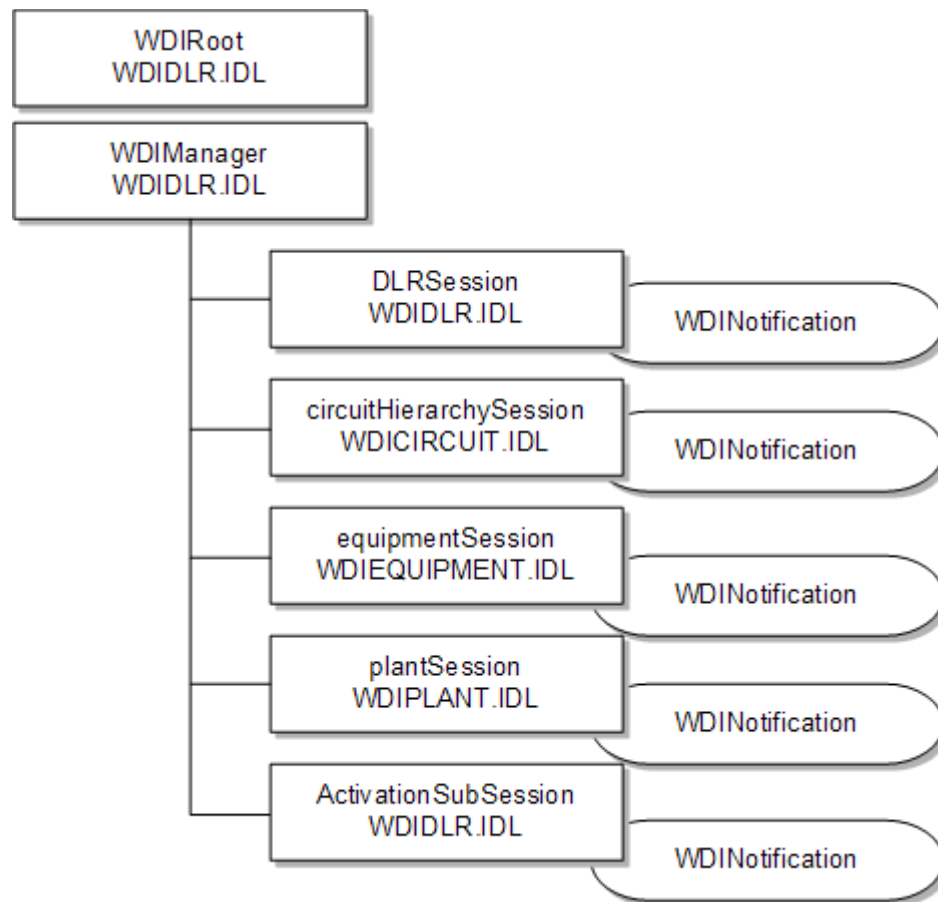 WDIRoot
WDIDLR.IDL
WDIManager
WDIDLR.IDL
DLRSession
WDIDLR.IDL
WDINotification
circuitHierarchySession
WDICIRCUIT.IDL
WDINotification
equipmentSession
WDIEQUIPMENT.IDL
WDINotification
plantSession
WDIPLANT.IDL
WDINotification
ActivationSubSession
WDIDLR.IDL
WDINotification